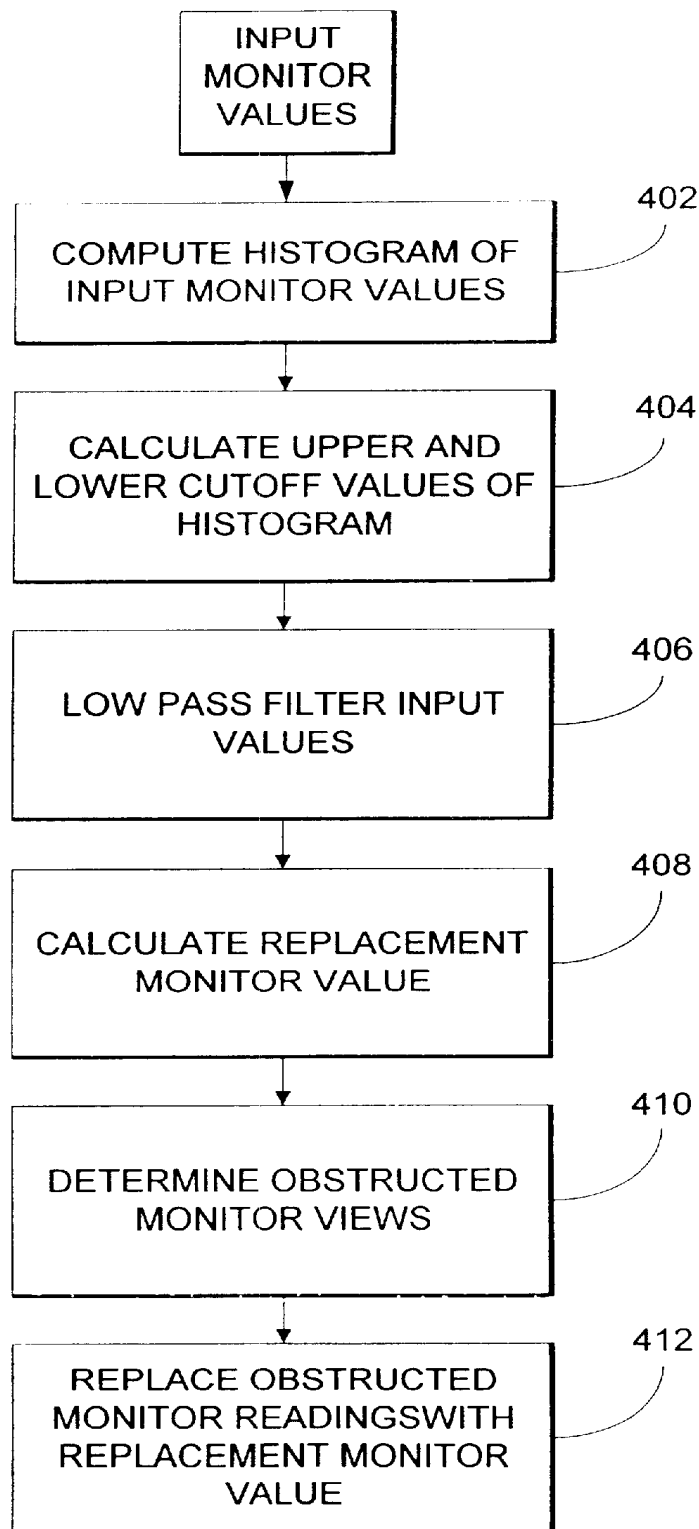 INPUT
MONITOR
VALUES
402
COMPUTE HISTOGRAM OF
INPUT MONITOR VALUES
404
CALCULATE UPPER AND
LOWER CUTOFF VALUES OF
HISTOGRAM
406
LOW PASS FILTER INPUT
VALUES
408
CALCULATE REPLACEMENT
MONITOR VALUE
410
DETERMINE OBSTRUCTED
MONITOR VIEWS
412
REPLACE OBSTRUCTED
MONITOR READINGSWITH
REPLACEMENT MONITOR
VALUE